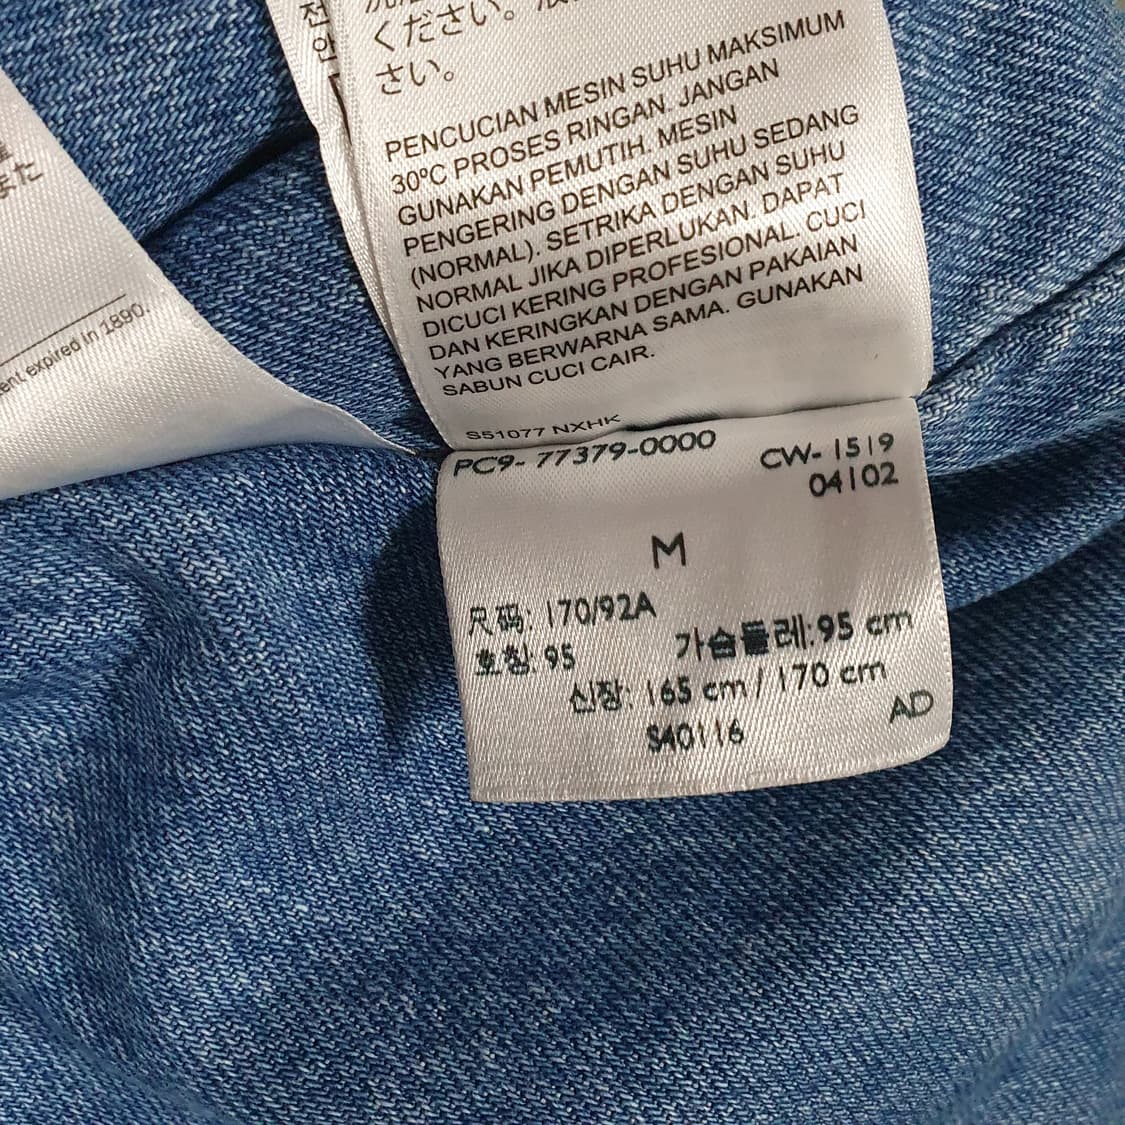 전
안
ください。
さい。
また
ent expired in 1890.
PENCUCIAN MESIN SUHU MAKSIMUM
30ºC PROSES RINGAN. JANGAN
GUNAKAN PEMUTIH. MESIN
PENGERING DENGAN SUHU SEDANG
(NORMAL). SETRIKA DENGAN SUHU
NORMAL JIKA DIPERLUKAN. DAPAT
DICUCI KERING PROFESIONAL. CUCI
DAN KERINGKAN DENGAN PAKAIAN
YANG BERWARNA SAMA. GUNAKAN
SABUN CUCI CAIR.
S51077 NXHK
PC9- 77379-0000
CW- 1519
04102
M
尺码: 170/92A
호칭: 95 가슴둘레: 95 cm
신장: 165 cm / 170 cm
S40116
AD